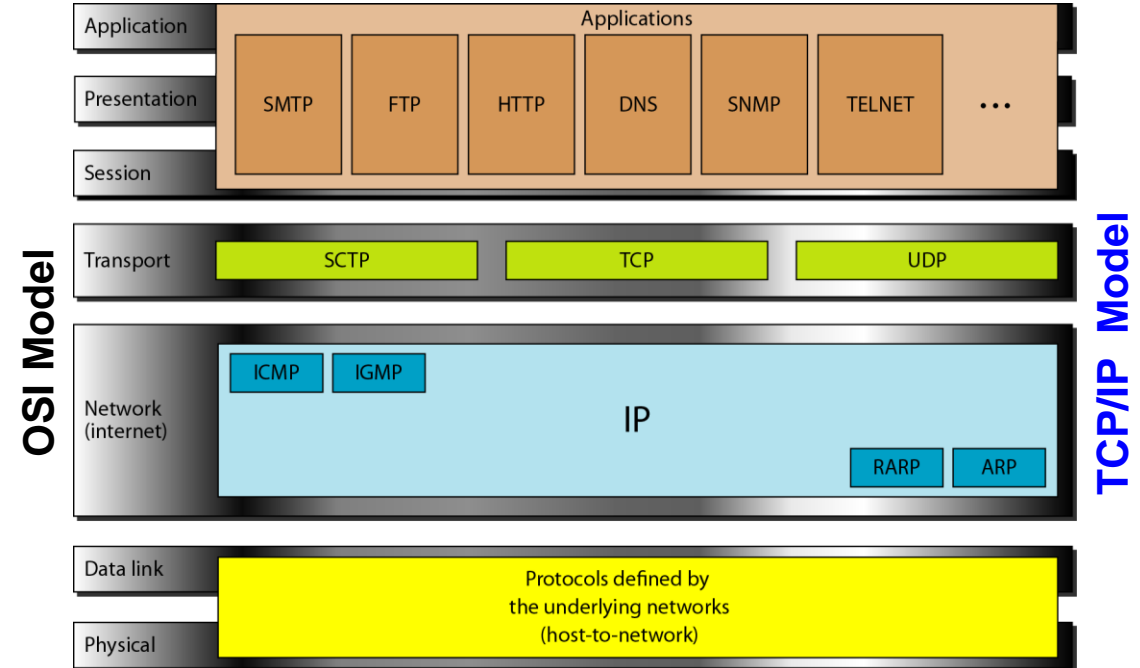 Application
Applications
Presentation
SMTP
FTP
HTTP
DNS
SNMP
TELNET
...
Session
Transport
SCTP
TCP
UDP
OSI Model
TCP/IP Model
ICMP
IGMP
Network
(internet)
IP
RARP
ARP
Data link
Protocols defined by
the underlying networks
(host-to-network)
Physical